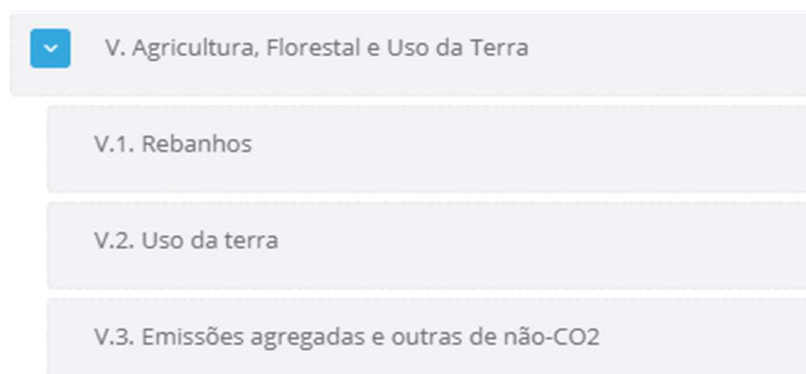 V. Agricultura, Florestal e Uso da Terra
V.1. Rebanhos
V.2. Uso da terra
V.3. Emissões agregadas e outras de não-CO2